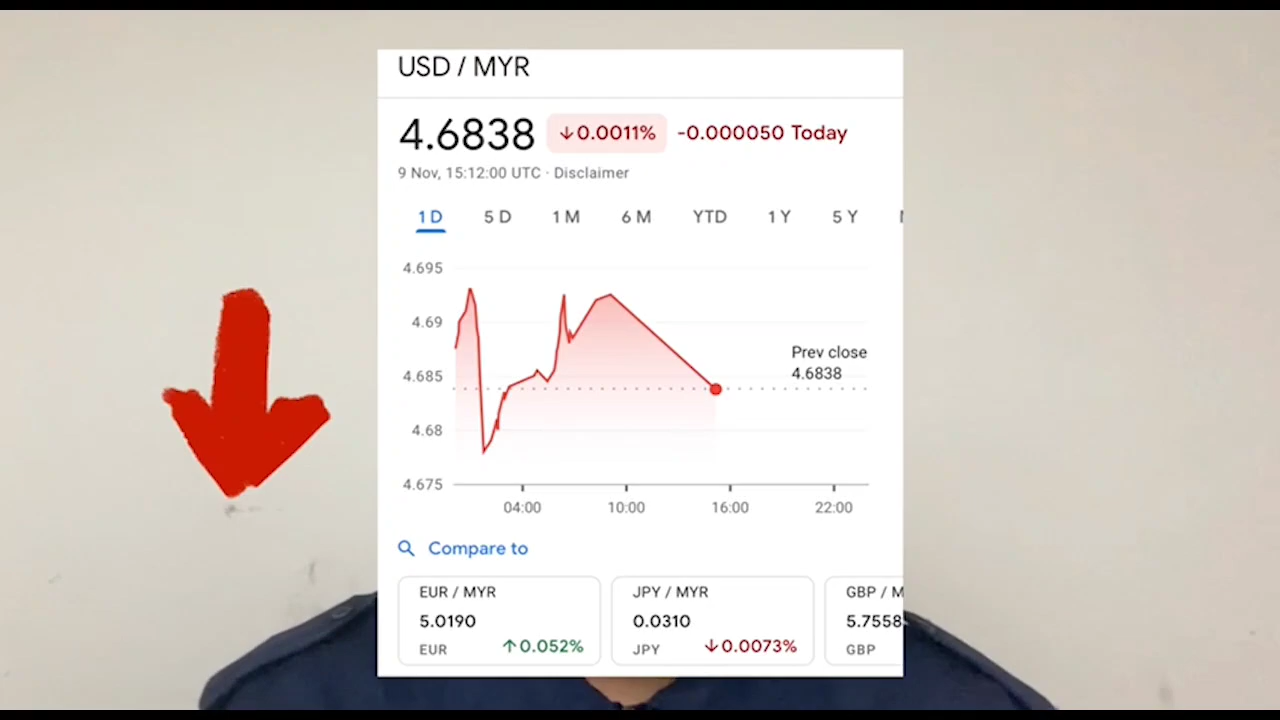 USD / MYR
4.6838 ↓0.0011% -0.000050 Today
9 Nov, 15:12:00 UTC · Disclaimer
1 D 5 D 1 M 6 M YTD 1 Y 5 Y
4.695
4.69
4.685
4.68
4.675
Prev close
4.6838
04:00 10:00 16:00 22:00
Compare to
EUR / MYR
5.0190
EUR ↑0.052%
JPY / MYR
0.0310
JPY ↓0.0073%
GBP / M
5.7558
GBP